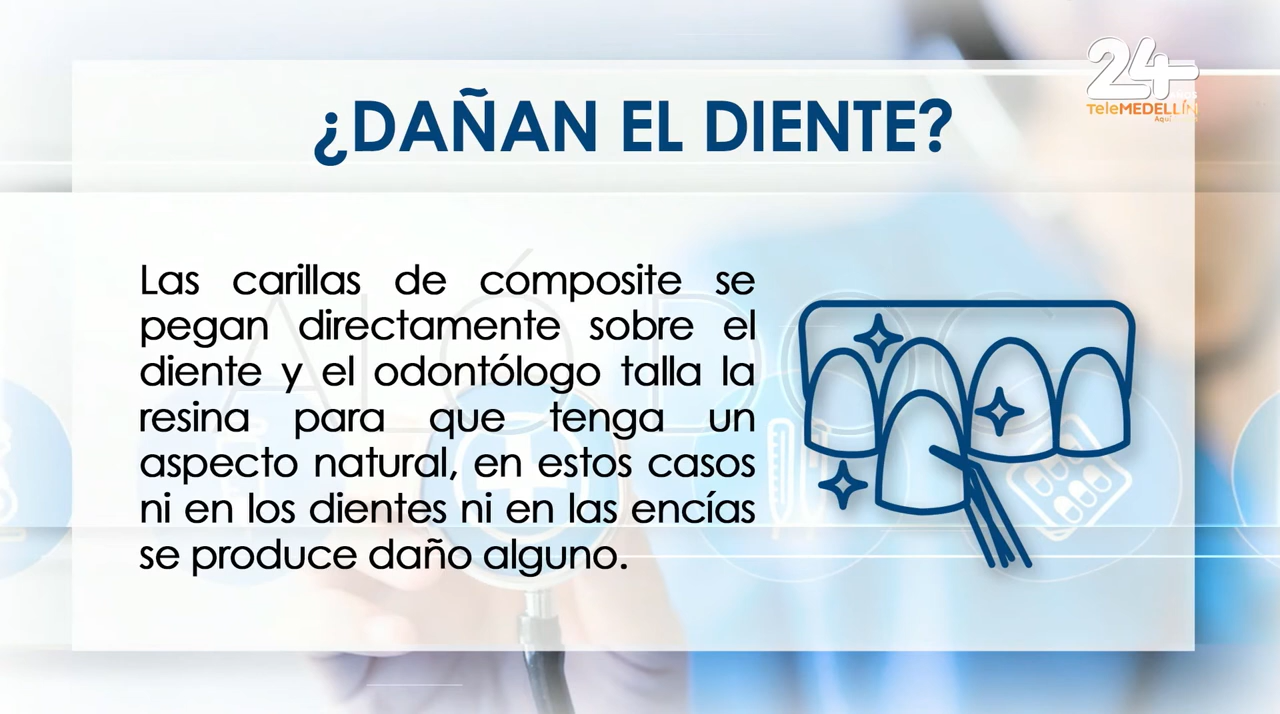 24
años
TeleMEDELLÍN
Aquí
¿DAÑAN EL DIENTE?
Las carillas de composite se
pegan directamente sobre el
diente y el odontólogo talla la
resina para que tenga un
aspecto natural, en estos casos
ni en los dientes ni en las encías
se produce daño alguno.